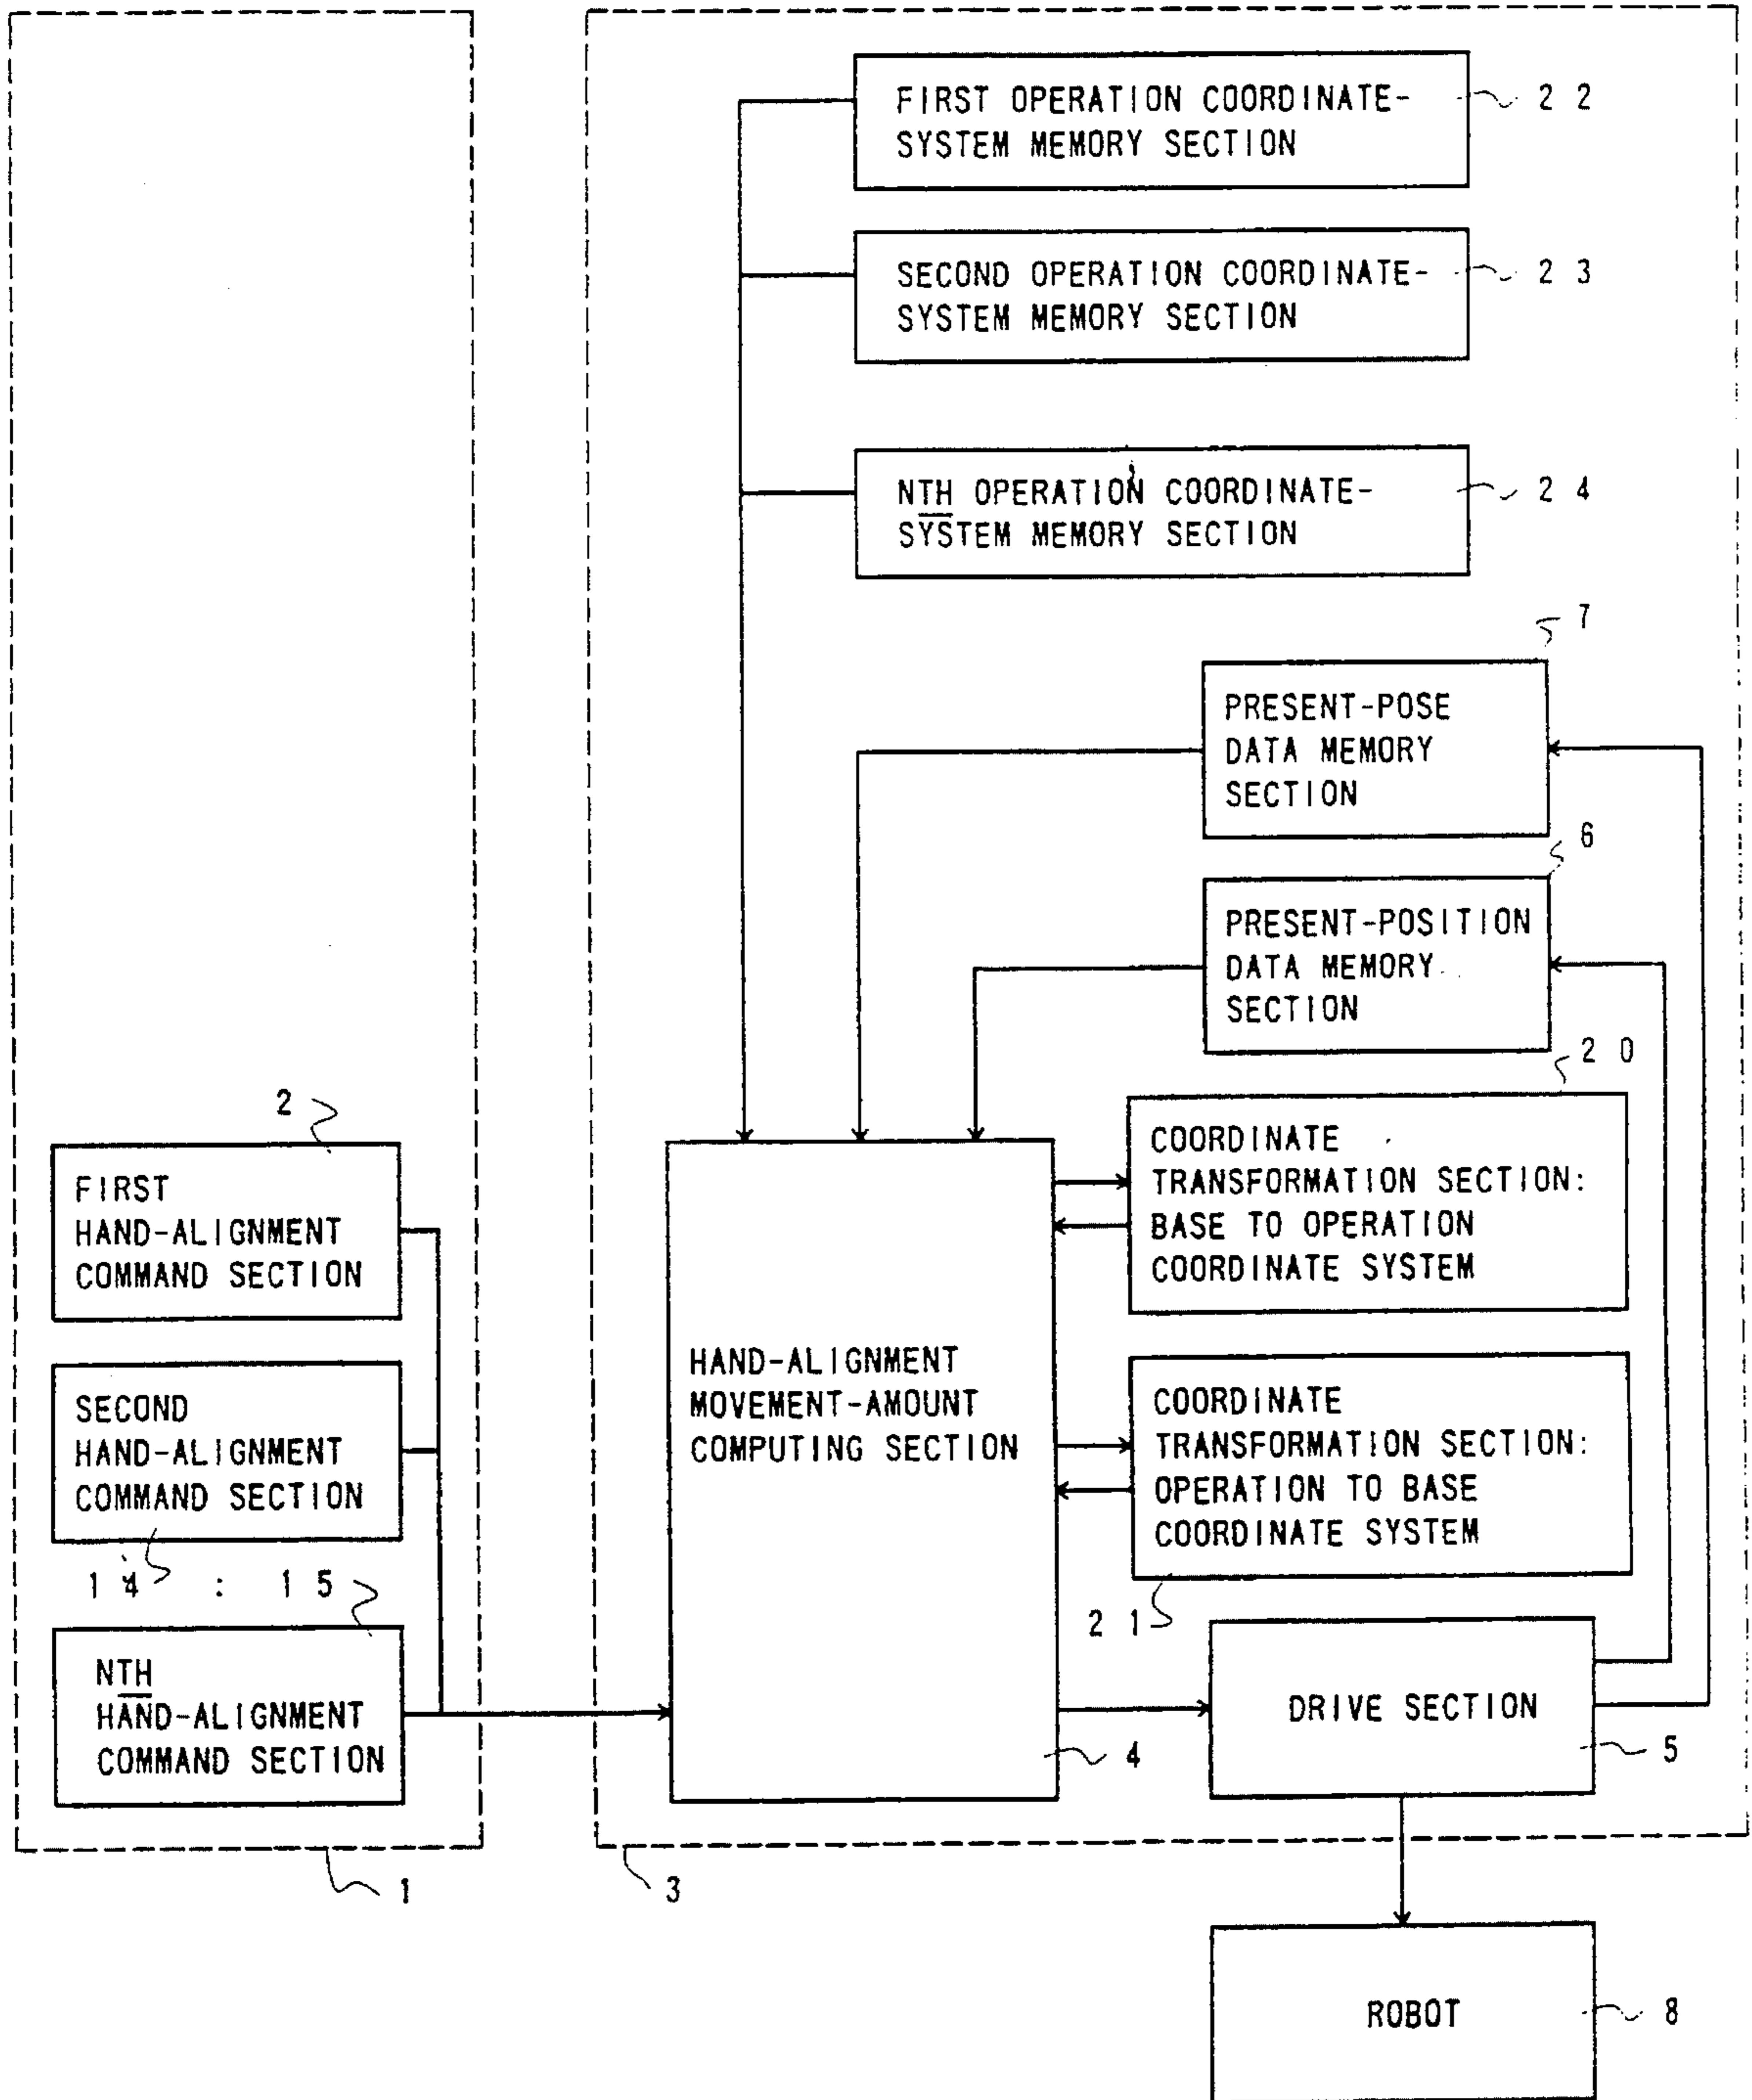 FIRST OPERATION COORDINATE-
SYSTEM MEMORY SECTION
22
SECOND OPERATION COORDINATE-
SYSTEM MEMORY SECTION
23
NTH OPERATION COORDINATE-
SYSTEM MEMORY SECTION
24
7
PRESENT-POSE
DATA MEMORY
SECTION
6
PRESENT-POSITION
DATA MEMORY
SECTION
20
COORDINATE
TRANSFORMATION SECTION:
BASE TO OPERATION
COORDINATE SYSTEM
2
FIRST
HAND-ALIGNMENT
COMMAND SECTION
SECOND
HAND-ALIGNMENT
COMMAND SECTION
14 : 15
NTH
HAND-ALIGNMENT
COMMAND SECTION
HAND-ALIGNMENT
MOVEMENT-AMOUNT
COMPUTING SECTION
COORDINATE
TRANSFORMATION SECTION:
OPERATION TO BASE
COORDINATE SYSTEM
21
DRIVE SECTION
4
5
1
3
ROBOT
8